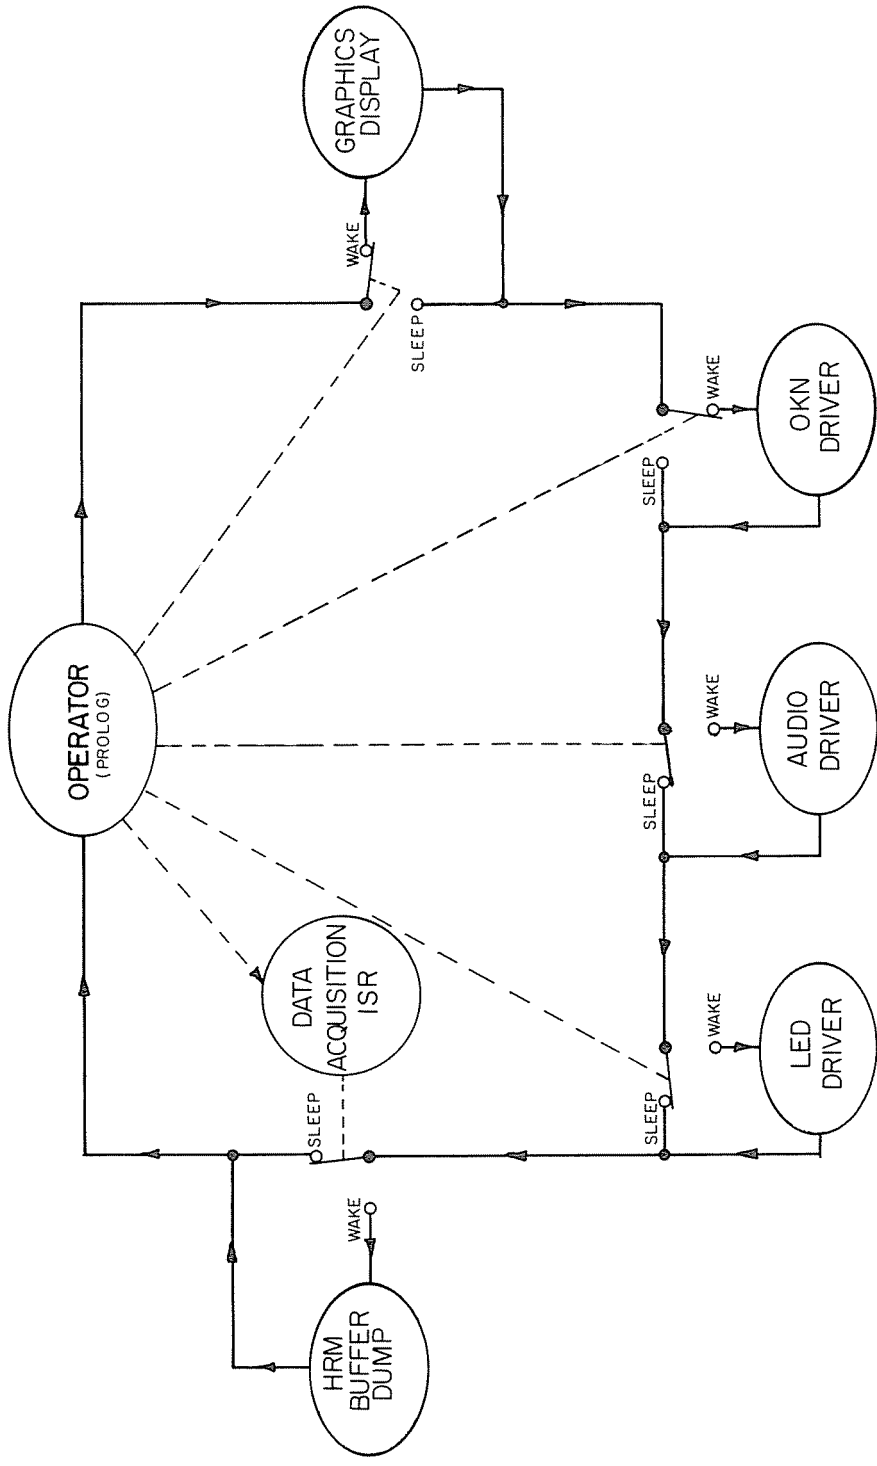 OPERATOR
(PROLOG)
GRAPHICS
DISPLAY
WAKE
SLEEP
DATA
ACQUISITION
ISR
SLEEP
WAKE
HRM
BUFFER
DUMP
SLEEP
WAKE
LED
DRIVER
SLEEP
WAKE
AUDIO
DRIVER
SLEEP
WAKE
OKN
DRIVER